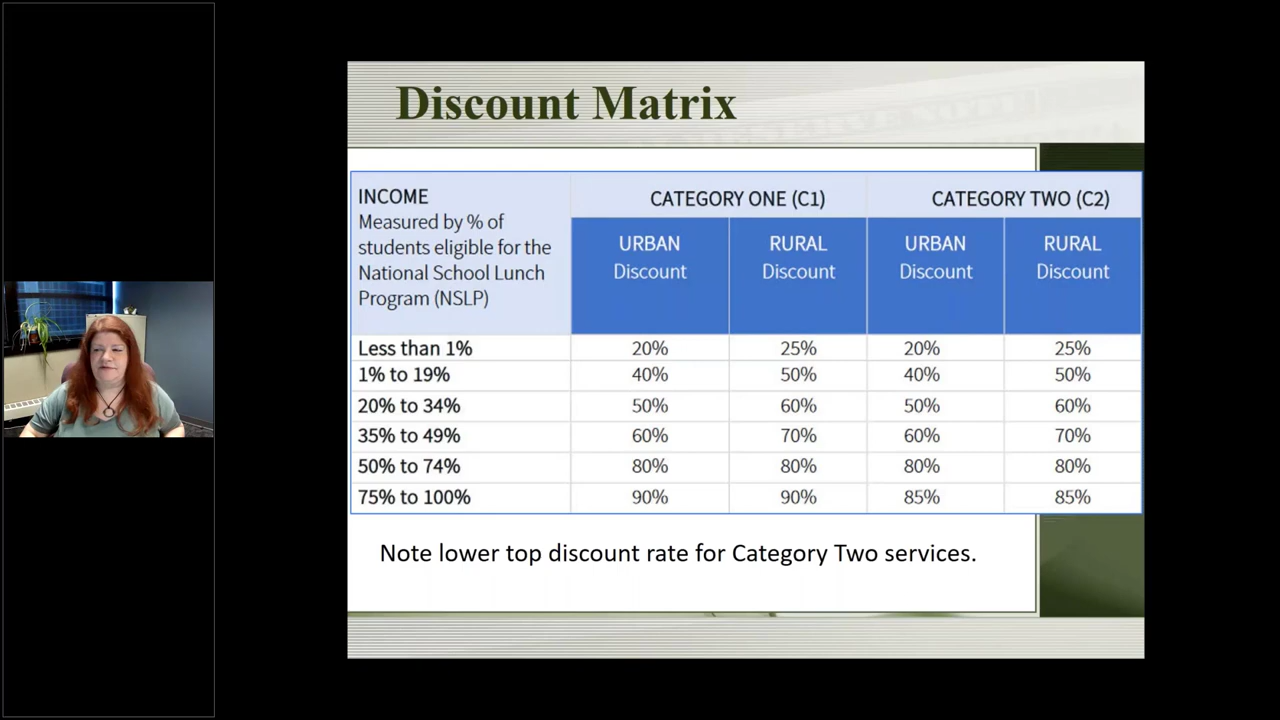 Discount Matrix
INCOME
Measured by % of
students eligible for the
National School Lunch
Program (NSLP)
CATEGORY ONE (C1)
CATEGORY TWO (C2)
URBAN
Discount
RURAL
Discount
URBAN
Discount
RURAL
Discount
Less than 1% 20% 25% 20% 25%
1% to 19% 40% 50% 40% 50%
20% to 34% 50% 60% 50% 60%
35% to 49% 60% 70% 60% 70%
50% to 74% 80% 80% 80% 80%
75% to 100% 90% 90% 85% 85%
Note lower top discount rate for Category Two services.